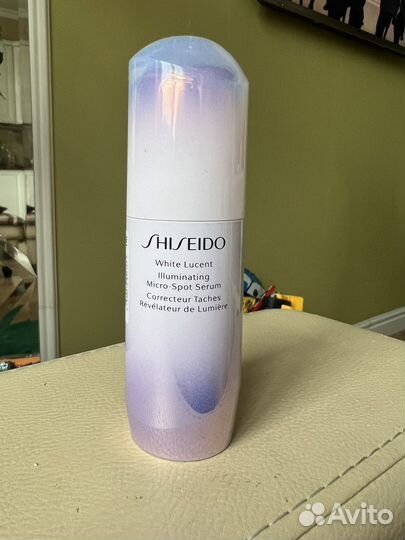 SHISEIDO
White Lucent
Illuminating
Micro-Spot Serum
Correcteur Taches
Révélateur de Lumière
Avito